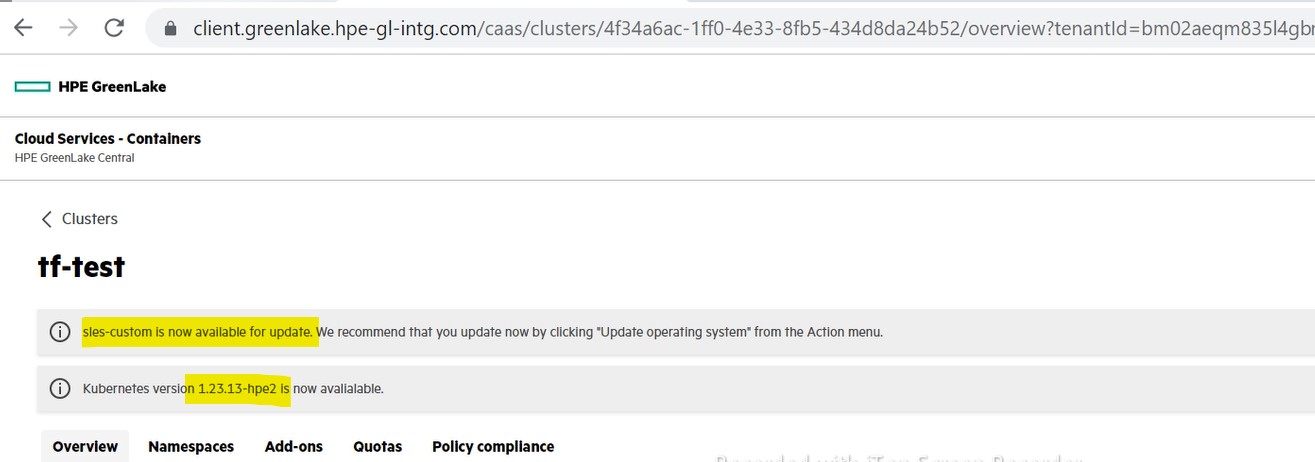 client.greenlake.hpe-gl-intg.com/caas/clusters/4f34a6ac-1ff0-4e33-8fb5-434d8da24b52/overview?tenantId=bm02aeqm835l4gbr
HPE GreenLake
Cloud Services - Containers
HPE GreenLake Central
Clusters
tf-test
sles-custom is now available for update. We recommend that you update now by clicking "Update operating system" from the Action menu.
Kubernetes version 1.23.13-hpe2 is now avalialable.
Overview Namespaces Add-ons Quotas Policy compliance